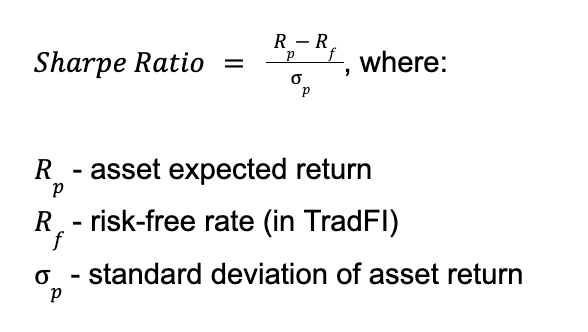 Sharpe Ratio = (R_p − R_f) / σ_p, where:
R_p - asset expected return
R_f - risk-free rate (in TradFI)
σ_p - standard deviation of asset return